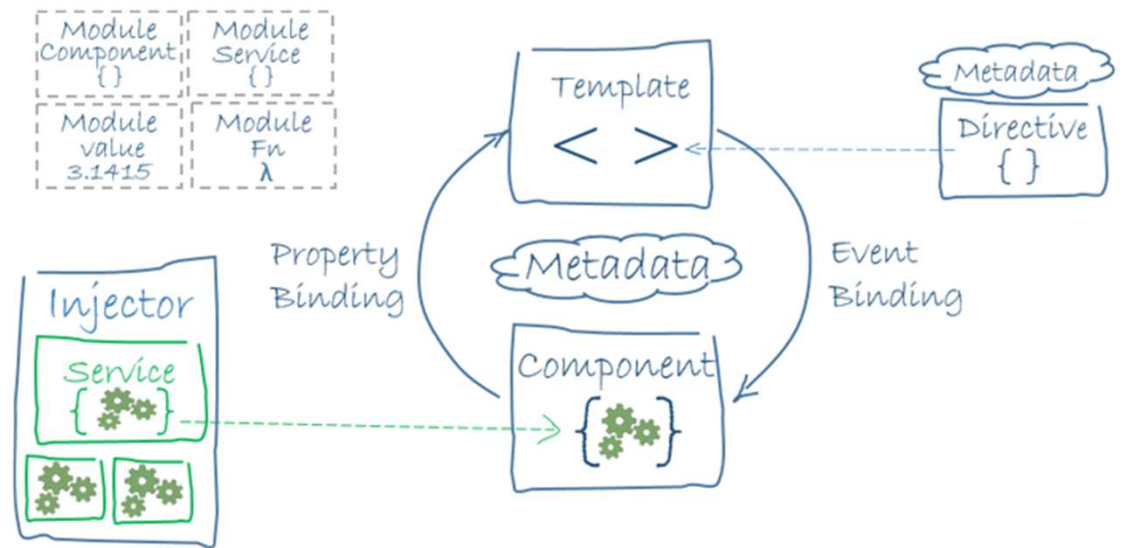 Module
Component
{ }
Module
Service
{ }
Module
value
3.1415
Module
Fn
λ
Template
< >
Metadata
Directive
{ }
Property
Binding
Metadata
Event
Binding
Injector
Service
{ }
Component
{ }